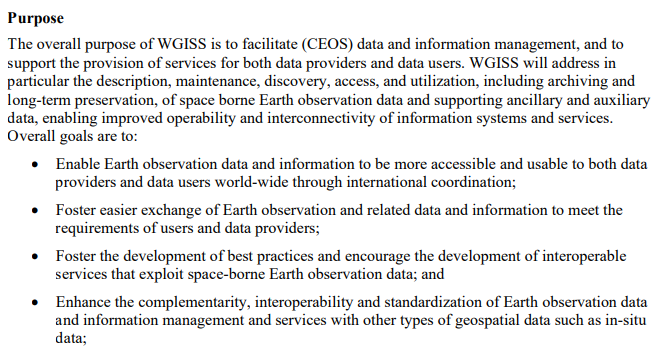 Purpose
The overall purpose of WGISS is to facilitate (CEOS) data and information management, and to
support the provision of services for both data providers and data users. WGISS will address in
particular the description, maintenance, discovery, access, and utilization, including archiving and
long-term preservation, of space borne Earth observation data and supporting ancillary and auxiliary
data, enabling improved operability and interconnectivity of information systems and services.
Overall goals are to:
• Enable Earth observation data and information to be more accessible and usable to both data
providers and data users world-wide through international coordination;
• Foster easier exchange of Earth observation and related data and information to meet the
requirements of users and data providers;
• Foster the development of best practices and encourage the development of interoperable
services that exploit space-borne Earth observation data; and
• Enhance the complementarity, interoperability and standardization of Earth observation data
and information management and services with other types of geospatial data such as in-situ
data;